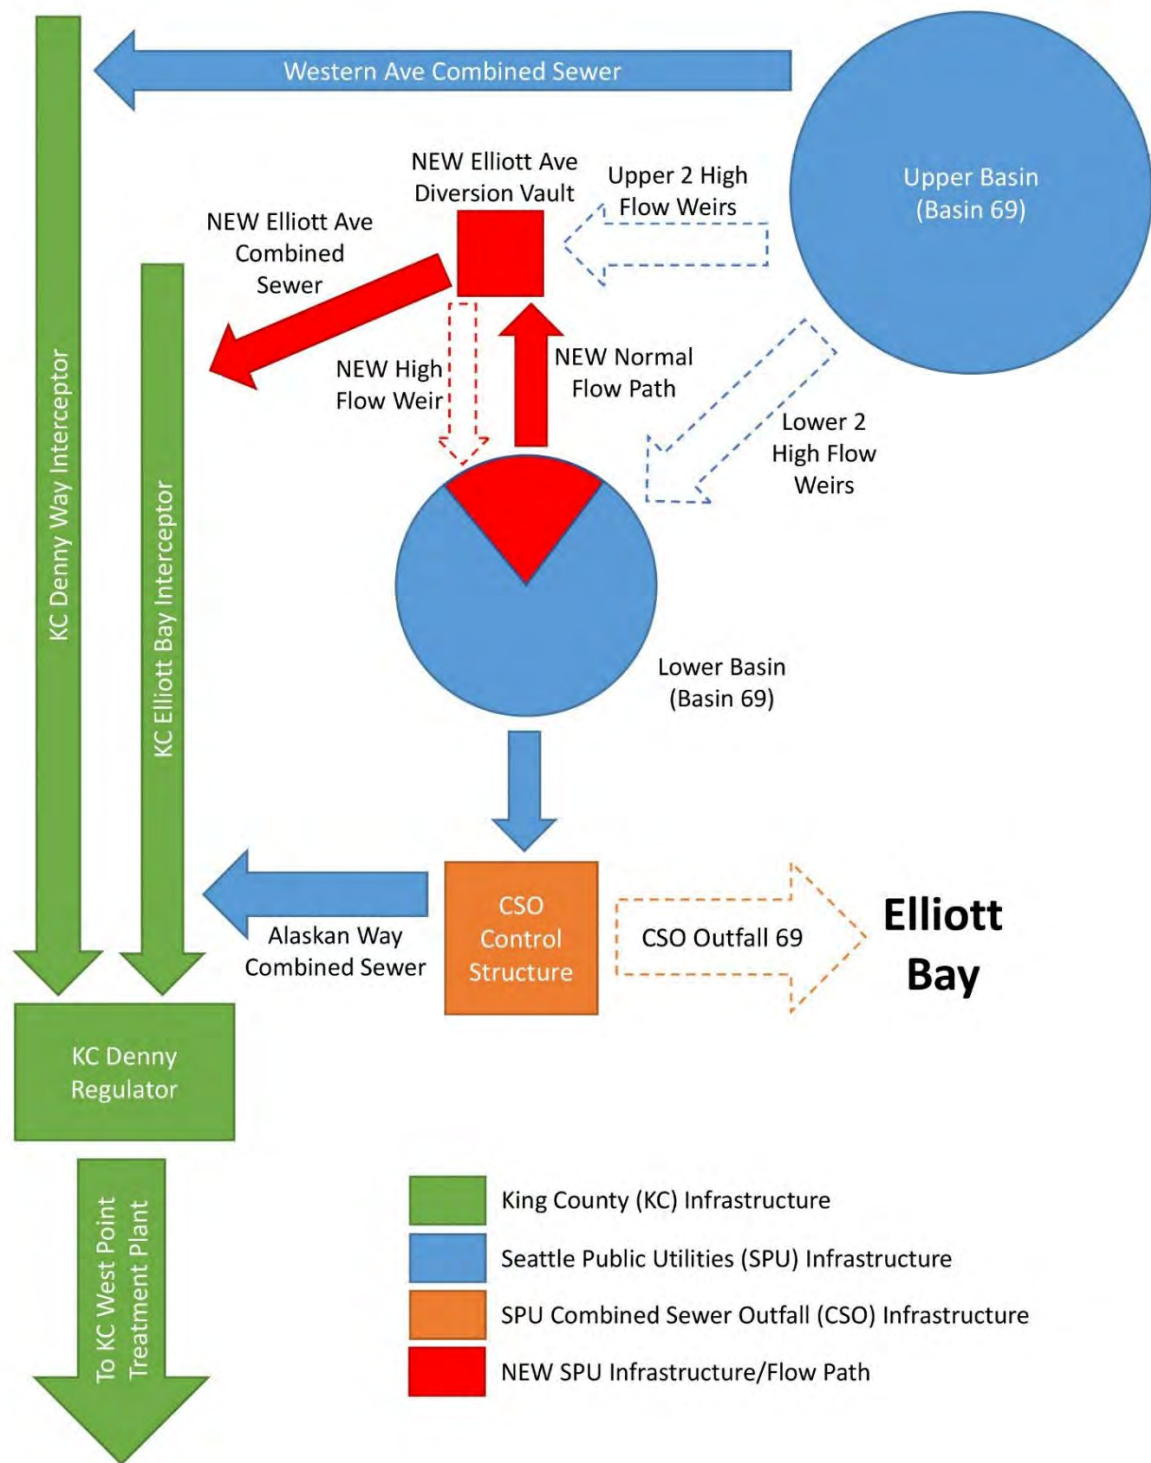 Western Ave Combined Sewer
Upper Basin
(Basin 69)
NEW Elliott Ave
Diversion Vault
Upper 2 High
Flow Weirs
NEW Elliott Ave
Combined
Sewer
NEW High
Flow Weir
NEW Normal
Flow Path
Lower 2
High Flow
Weirs
KC Denny Way Interceptor
KC Elliott Bay Interceptor
Lower Basin
(Basin 69)
Alaskan Way
Combined Sewer
CSO
Control
Structure
CSO Outfall 69
Elliott
Bay
KC Denny
Regulator
To KC West Point
Treatment Plant
King County (KC) Infrastructure
Seattle Public Utilities (SPU) Infrastructure
SPU Combined Sewer Outfall (CSO) Infrastructure
NEW SPU Infrastructure/Flow Path